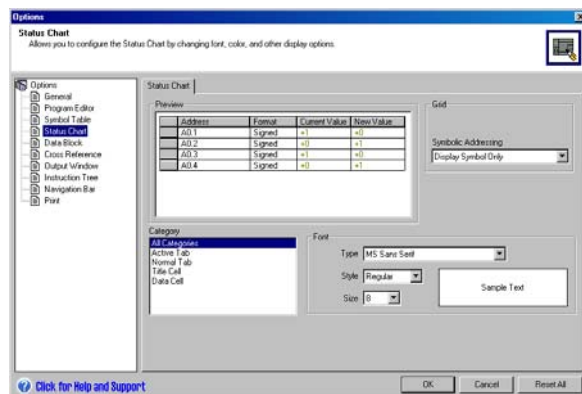 Options
Status Chart
Allows you to configure the Status Chart by changing font, color, and other display options.
Options
General
Program Editor
Symbol Table
Status Chart
Data Block
Cross Reference
Output Window
Instruction Tree
Navigation Bar
Print
Status Chart
Preview
Address Format Current Value New Value
A0.1 Signed +1 +0
A0.2 Signed +0 +1
A0.3 Signed +1 +0
A0.4 Signed +0 +1
Grid
Symbolic Addressing
Display Symbol Only
Category
All Categories
Active Tab
Normal Tab
Title Cell
Data Cell
Font
Type MS Sans Serif
Style Regular
Size 8
Sample Text
Click for Help and Support
OK Cancel Reset All